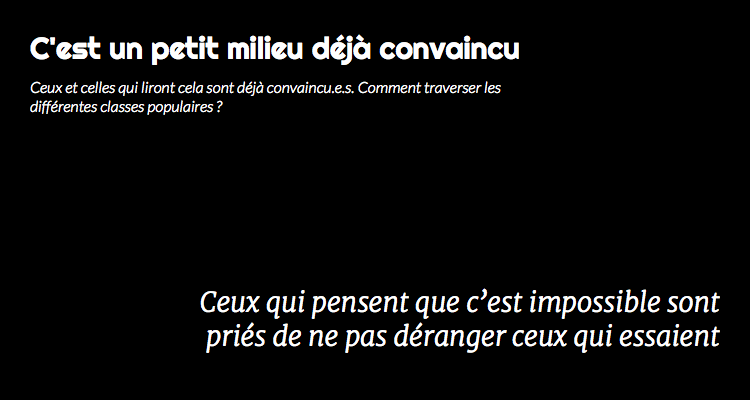 C'est un petit milieu déjà convaincu
Ceux et celles qui liront cela sont déjà convaincu.e.s. Comment traverser les
différentes classes populaires ?
Ceux qui pensent que c’est impossible sont
priés de ne pas déranger ceux qui essaient